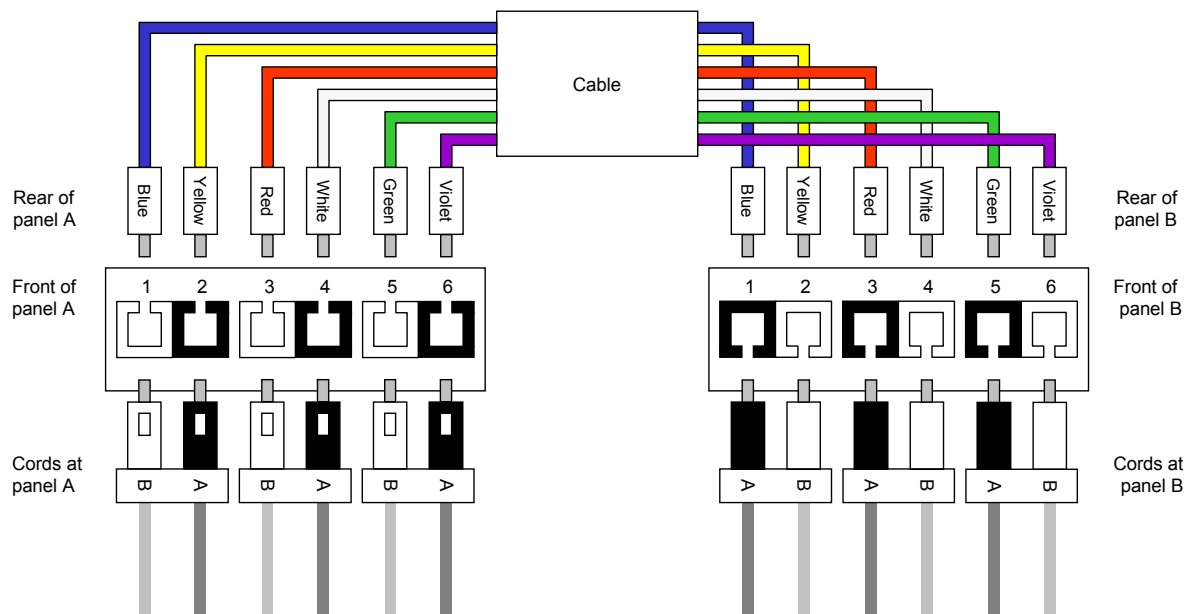 Cable
Blue
Yellow
Red
White
Green
Violet
Blue
Yellow
Red
White
Green
Violet
Rear of
panel A
Rear of
panel B
Front of
panel A
1 2 3 4 5 6
1 2 3 4 5 6
Front of
panel B
Cords at
panel A
B A B A B A
A B A B A B
Cords at
panel B